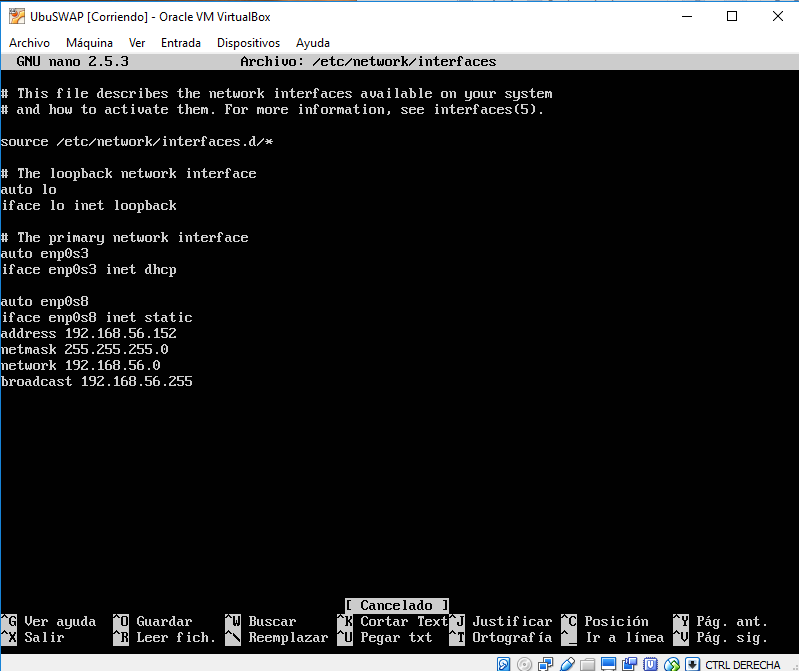 UbuSWAP [Corriendo] - Oracle VM VirtualBox
Archivo Máquina Ver Entrada Dispositivos Ayuda
GNU nano 2.5.3 Archivo: /etc/network/interfaces
# This file describes the network interfaces available on your system
# and how to activate them. For more information, see interfaces(5).
source /etc/network/interfaces.d/*
# The loopback network interface
auto lo
iface lo inet loopback
# The primary network interface
auto enp0s3
iface enp0s3 inet dhcp
auto enp0s8
iface enp0s8 inet static
address 192.168.56.152
netmask 255.255.255.0
network 192.168.56.0
broadcast 192.168.56.255
[ Cancelado ]
^G Ver ayuda ^O Guardar ^W Buscar ^K Cortar Text ^J Justificar ^C Posición ^Y Pág. ant.
^X Salir ^R Leer fich. ^\ Reemplazar ^U Pegar txt ^T Ortografía ^_ Ir a línea ^V Pág. sig.
CTRL DERECHA